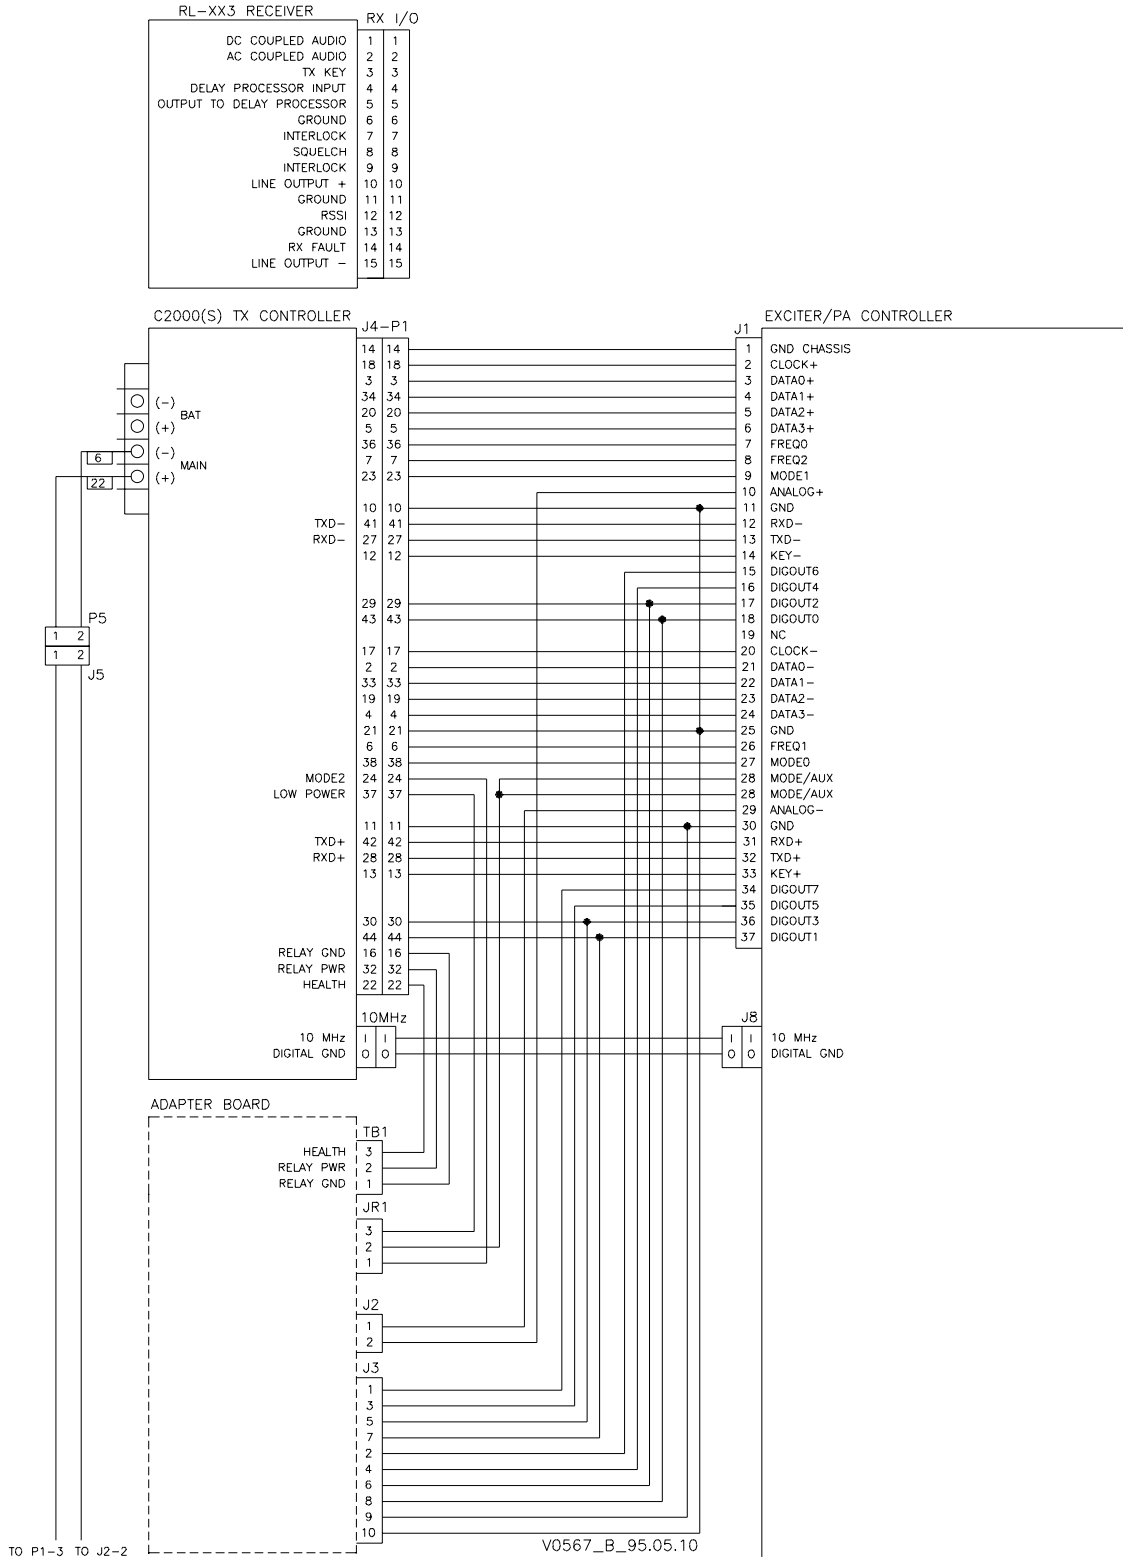 RL-XX3 RECEIVER
RX I/O
DC COUPLED AUDIO 1 1
AC COUPLED AUDIO 2 2
TX KEY 3 3
DELAY PROCESSOR INPUT 4 4
OUTPUT TO DELAY PROCESSOR 5 5
GROUND 6 6
INTERLOCK 7 7
SQUELCH 8 8
INTERLOCK 9 9
LINE OUTPUT + 10 10
GROUND 11 11
RSSI 12 12
GROUND 13 13
RX FAULT 14 14
LINE OUTPUT - 15 15
C2000(S) TX CONTROLLER
J4-P1
(-)
BAT
(+)
(-)
MAIN
(+)
6
22
P5
1 2
1 2
J5
14 14
18 18
3 3
34 34
20 20
5 5
36 36
7 7
23 23
10 10
TXD- 41 41
RXD- 27 27
12 12
29 29
43 43
17 17
2 2
33 33
19 19
4 4
21 21
6 6
38 38
MODE2 24 24
LOW POWER 37 37
11 11
TXD+ 42 42
RXD+ 28 28
13 13
30 30
44 44
RELAY GND 16 16
RELAY PWR 32 32
HEALTH 22 22
10MHz
10 MHz I I
DIGITAL GND O O
EXCITER/PA CONTROLLER
J1
1 GND CHASSIS
2 CLOCK+
3 DATA0+
4 DATA1+
5 DATA2+
6 DATA3+
7 FREQ0
8 FREQ2
9 MODE1
10 ANALOG+
11 GND
12 RXD-
13 TXD-
14 KEY-
15 DIGOUT6
16 DIGOUT4
17 DIGOUT2
18 DIGOUT0
19 NC
20 CLOCK-
21 DATA0-
22 DATA1-
23 DATA2-
24 DATA3-
25 GND
26 FREQ1
27 MODE0
28 MODE/AUX
28 MODE/AUX
29 ANALOG-
30 GND
31 RXD+
32 TXD+
33 KEY+
34 DIGOUT7
35 DIGOUT5
36 DIGOUT3
37 DIGOUT1
J8
I I 10 MHz
O O DIGITAL GND
ADAPTER BOARD
TB1
HEALTH 3
RELAY PWR 2
RELAY GND 1
JR1
3
2
1
J2
1
2
J3
1
3
5
7
2
4
6
8
9
10
TO P1-3 TO J2-2
V0567_B_95.05.10